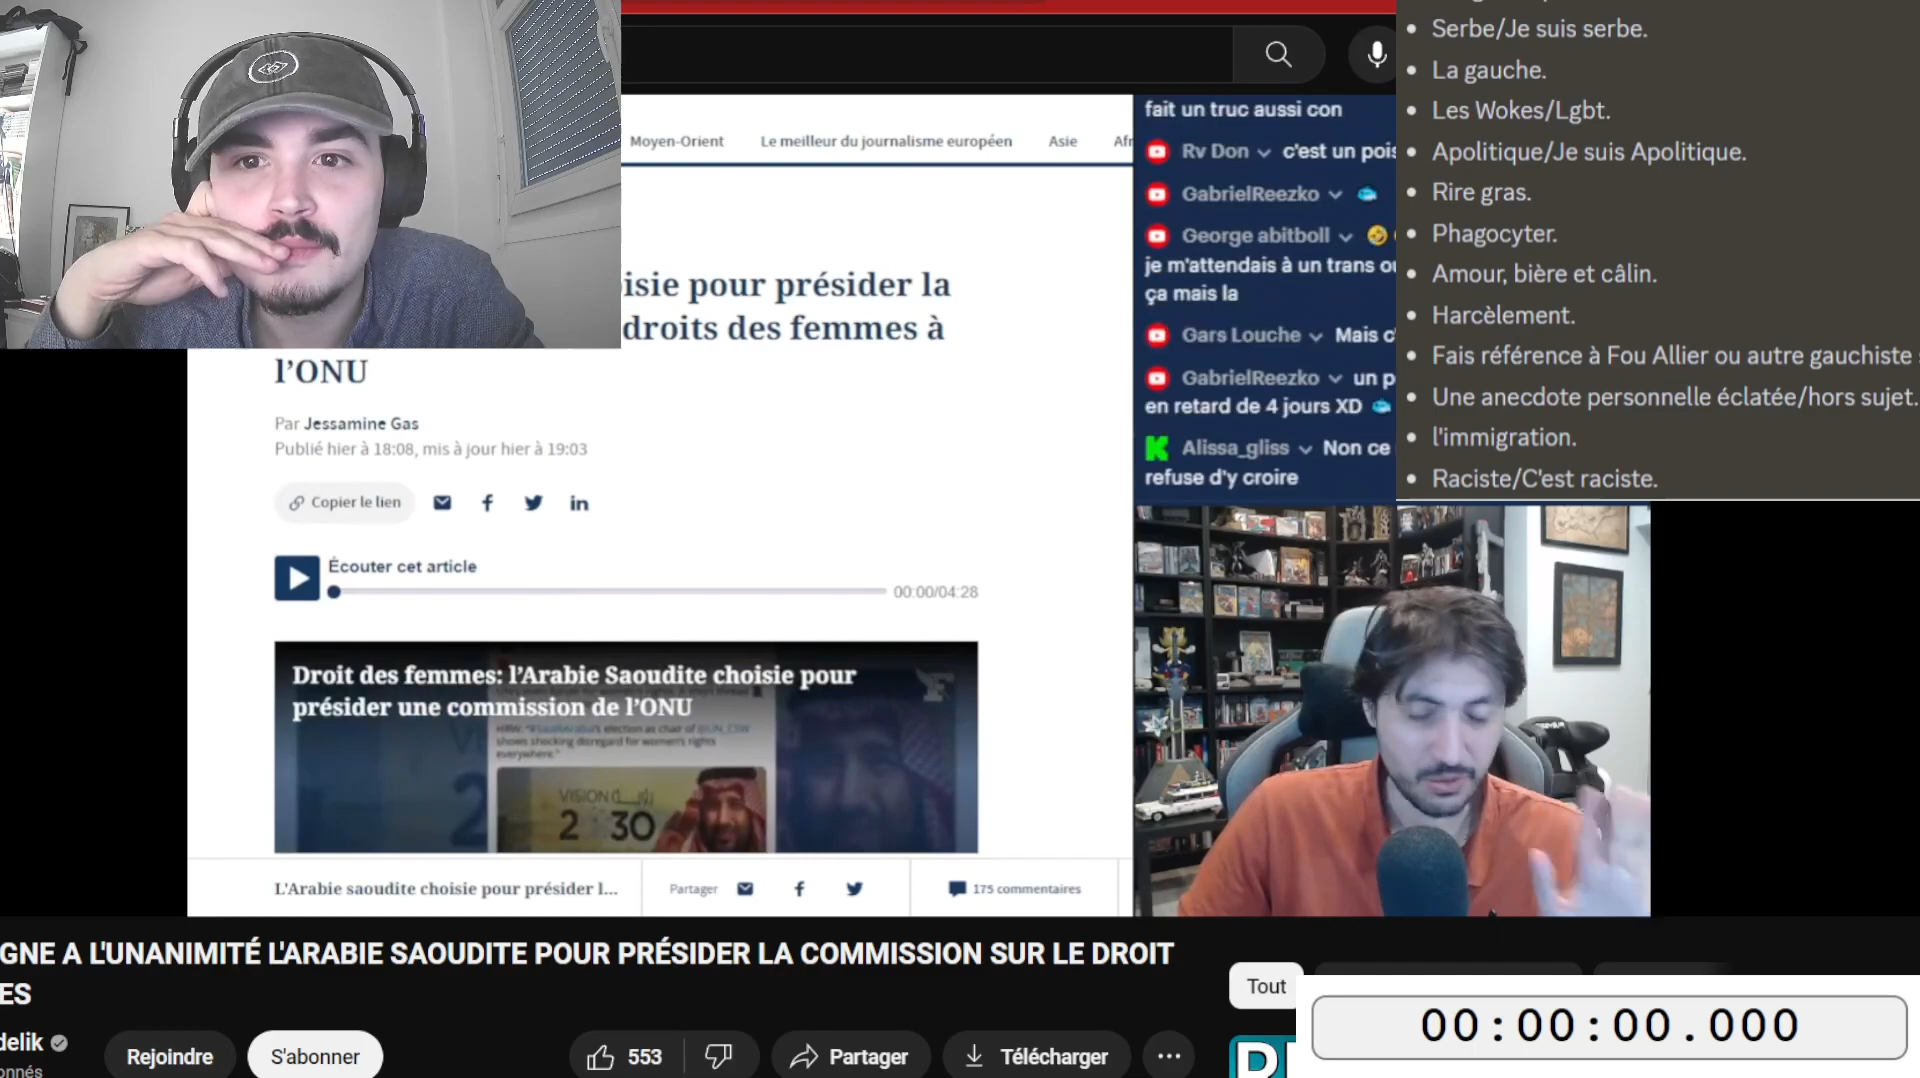 Moyen-Orient
Le meilleur du journalisme européen
Asie
isie pour présider la
droits des femmes à
l'ONU
Par Jessamine Gas
Publié hier à 18:08, mis à jour hier à 19:03
Copier le lien
Écouter cet article
00:00/04:28
Droit des femmes: l'Arabie Saoudite choisie pour
présider une commission de l'ONU
shows shocking disregard for women's rights
everywhere."
VISION
2 30
L'Arabie saoudite choisie pour présider l...
Partager
175 commentaires
fait un truc aussi con
Rv Don c'est un pois
GabrielReezko
George abitboll
je m'attendais à un trans ou
ça mais la
Gars Louche Mais c'
GabrielReezko un p
en retard de 4 jours XD
Alissa_gliss Non ce
refuse d'y croire
• Serbe/Je suis serbe.
• La gauche.
• Les Wokes/Lgbt.
• Apolitique/Je suis Apolitique.
• Rire gras.
• Phagocyter.
• Amour, bière et câlin.
• Harcèlement.
• Fais référence à Fou Allier ou autre gauchiste
• Une anecdote personnelle éclatée/hors sujet.
• l'immigration.
• Raciste/C'est raciste.
GNE A L'UNANIMITÉ L'ARABIE SAOUDITE POUR PRÉSIDER LA COMMISSION SUR LE DROIT
ES
delik
onnés
Rejoindre
S'abonner
553
Partager
Télécharger
Tout
00:00:00.000